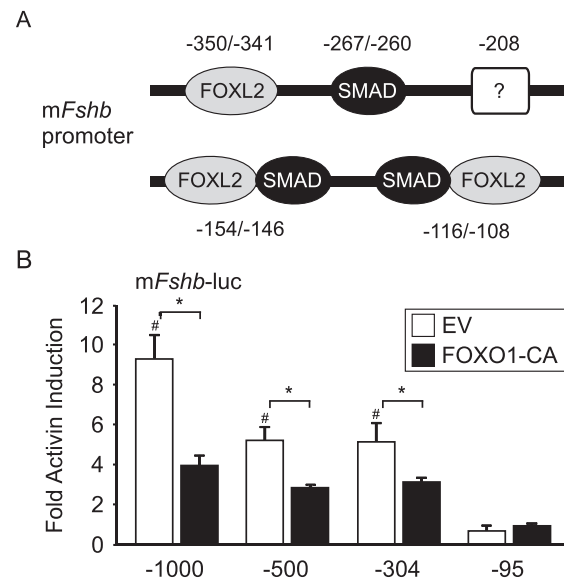 A
-350/-341 -267/-260 -208
FOXL2 SMAD ?
mFshb
promoter
FOXL2 SMAD SMAD FOXL2
-154/-146 -116/-108
B
mFshb-luc
Fold Activin Induction
12
10
8
6
4
2
0
# *
# *
# *
EV
FOXO1-CA
-1000 -500 -304 -95